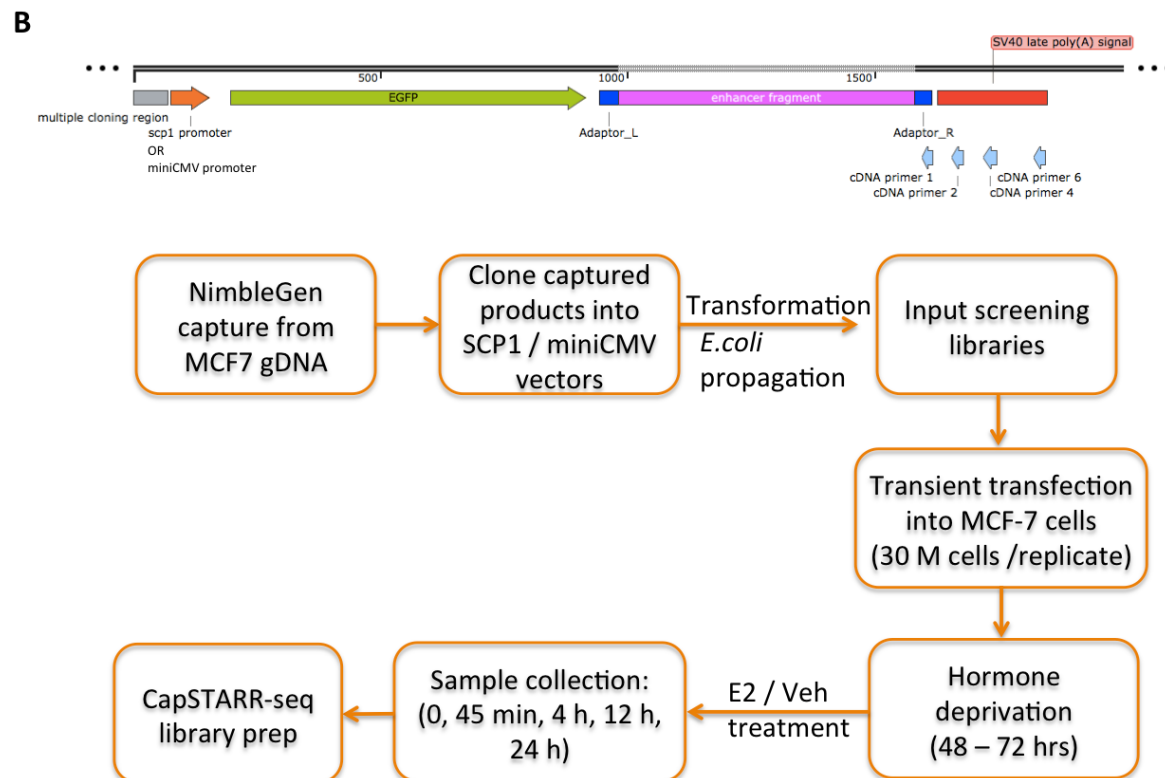 B
SV40 late poly(A) signal
500
1000
1500
EGFP
enhancer fragment
multiple cloning region
scp1 promoter
OR
miniCMV promoter
Adaptor_L
Adaptor_R
cDNA primer 1
cDNA primer 6
cDNA primer 2
cDNA primer 4
NimbleGen
capture from
MCF7 gDNA
Clone captured
products into
SCP1 / miniCMV
vectors
Transformation
E.coli
propagation
Input screening
libraries
Transient transfection
into MCF-7 cells
(30 M cells /replicate)
Hormone
deprivation
(48 – 72 hrs)
E2 / Veh
treatment
Sample collection:
(0, 45 min, 4 h, 12 h,
24 h)
CapSTARR-seq
library prep